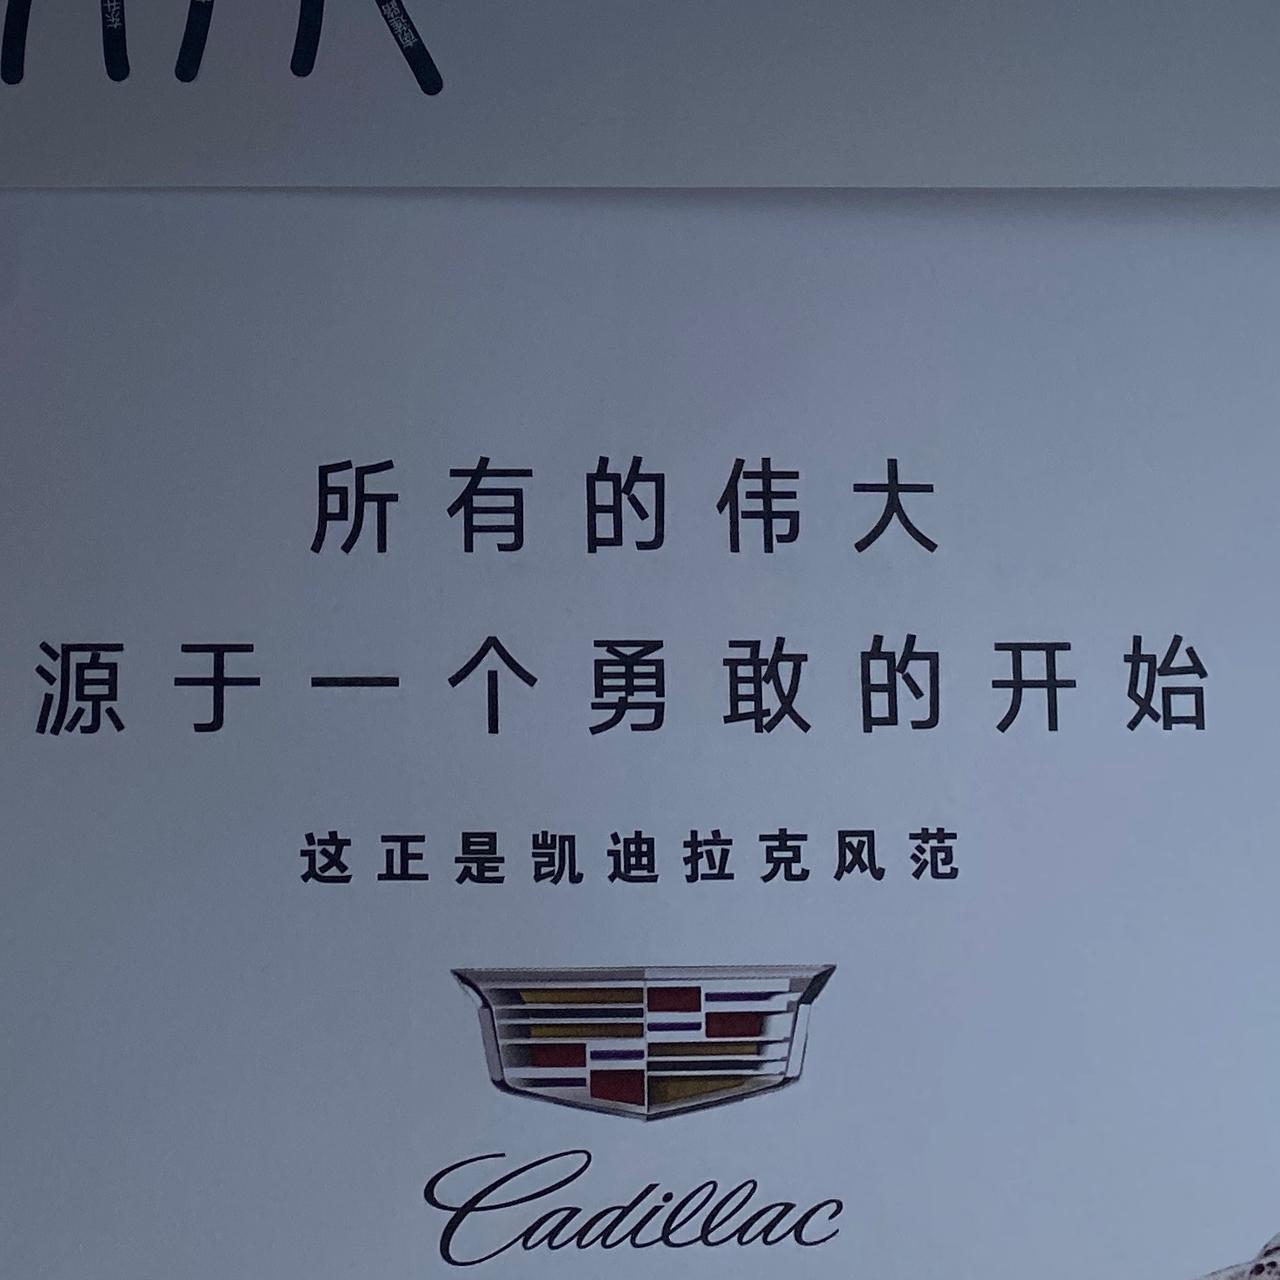 所有的伟大
源于一个勇敢的开始
这正是凯迪拉克风范
Cadillac